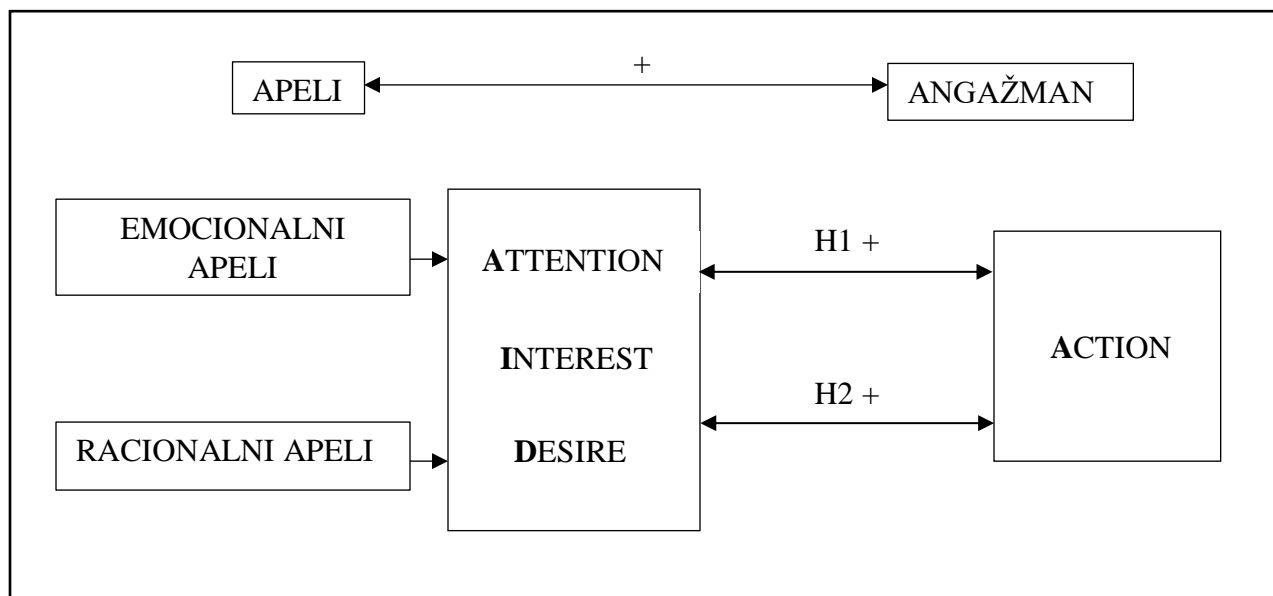 +
APELI
ANGAŽMAN
EMOCIONALNI
APELI
ATTENTION
H1 +
INTEREST
ACTION
H2 +
RACIONALNI APELI
DESIRE